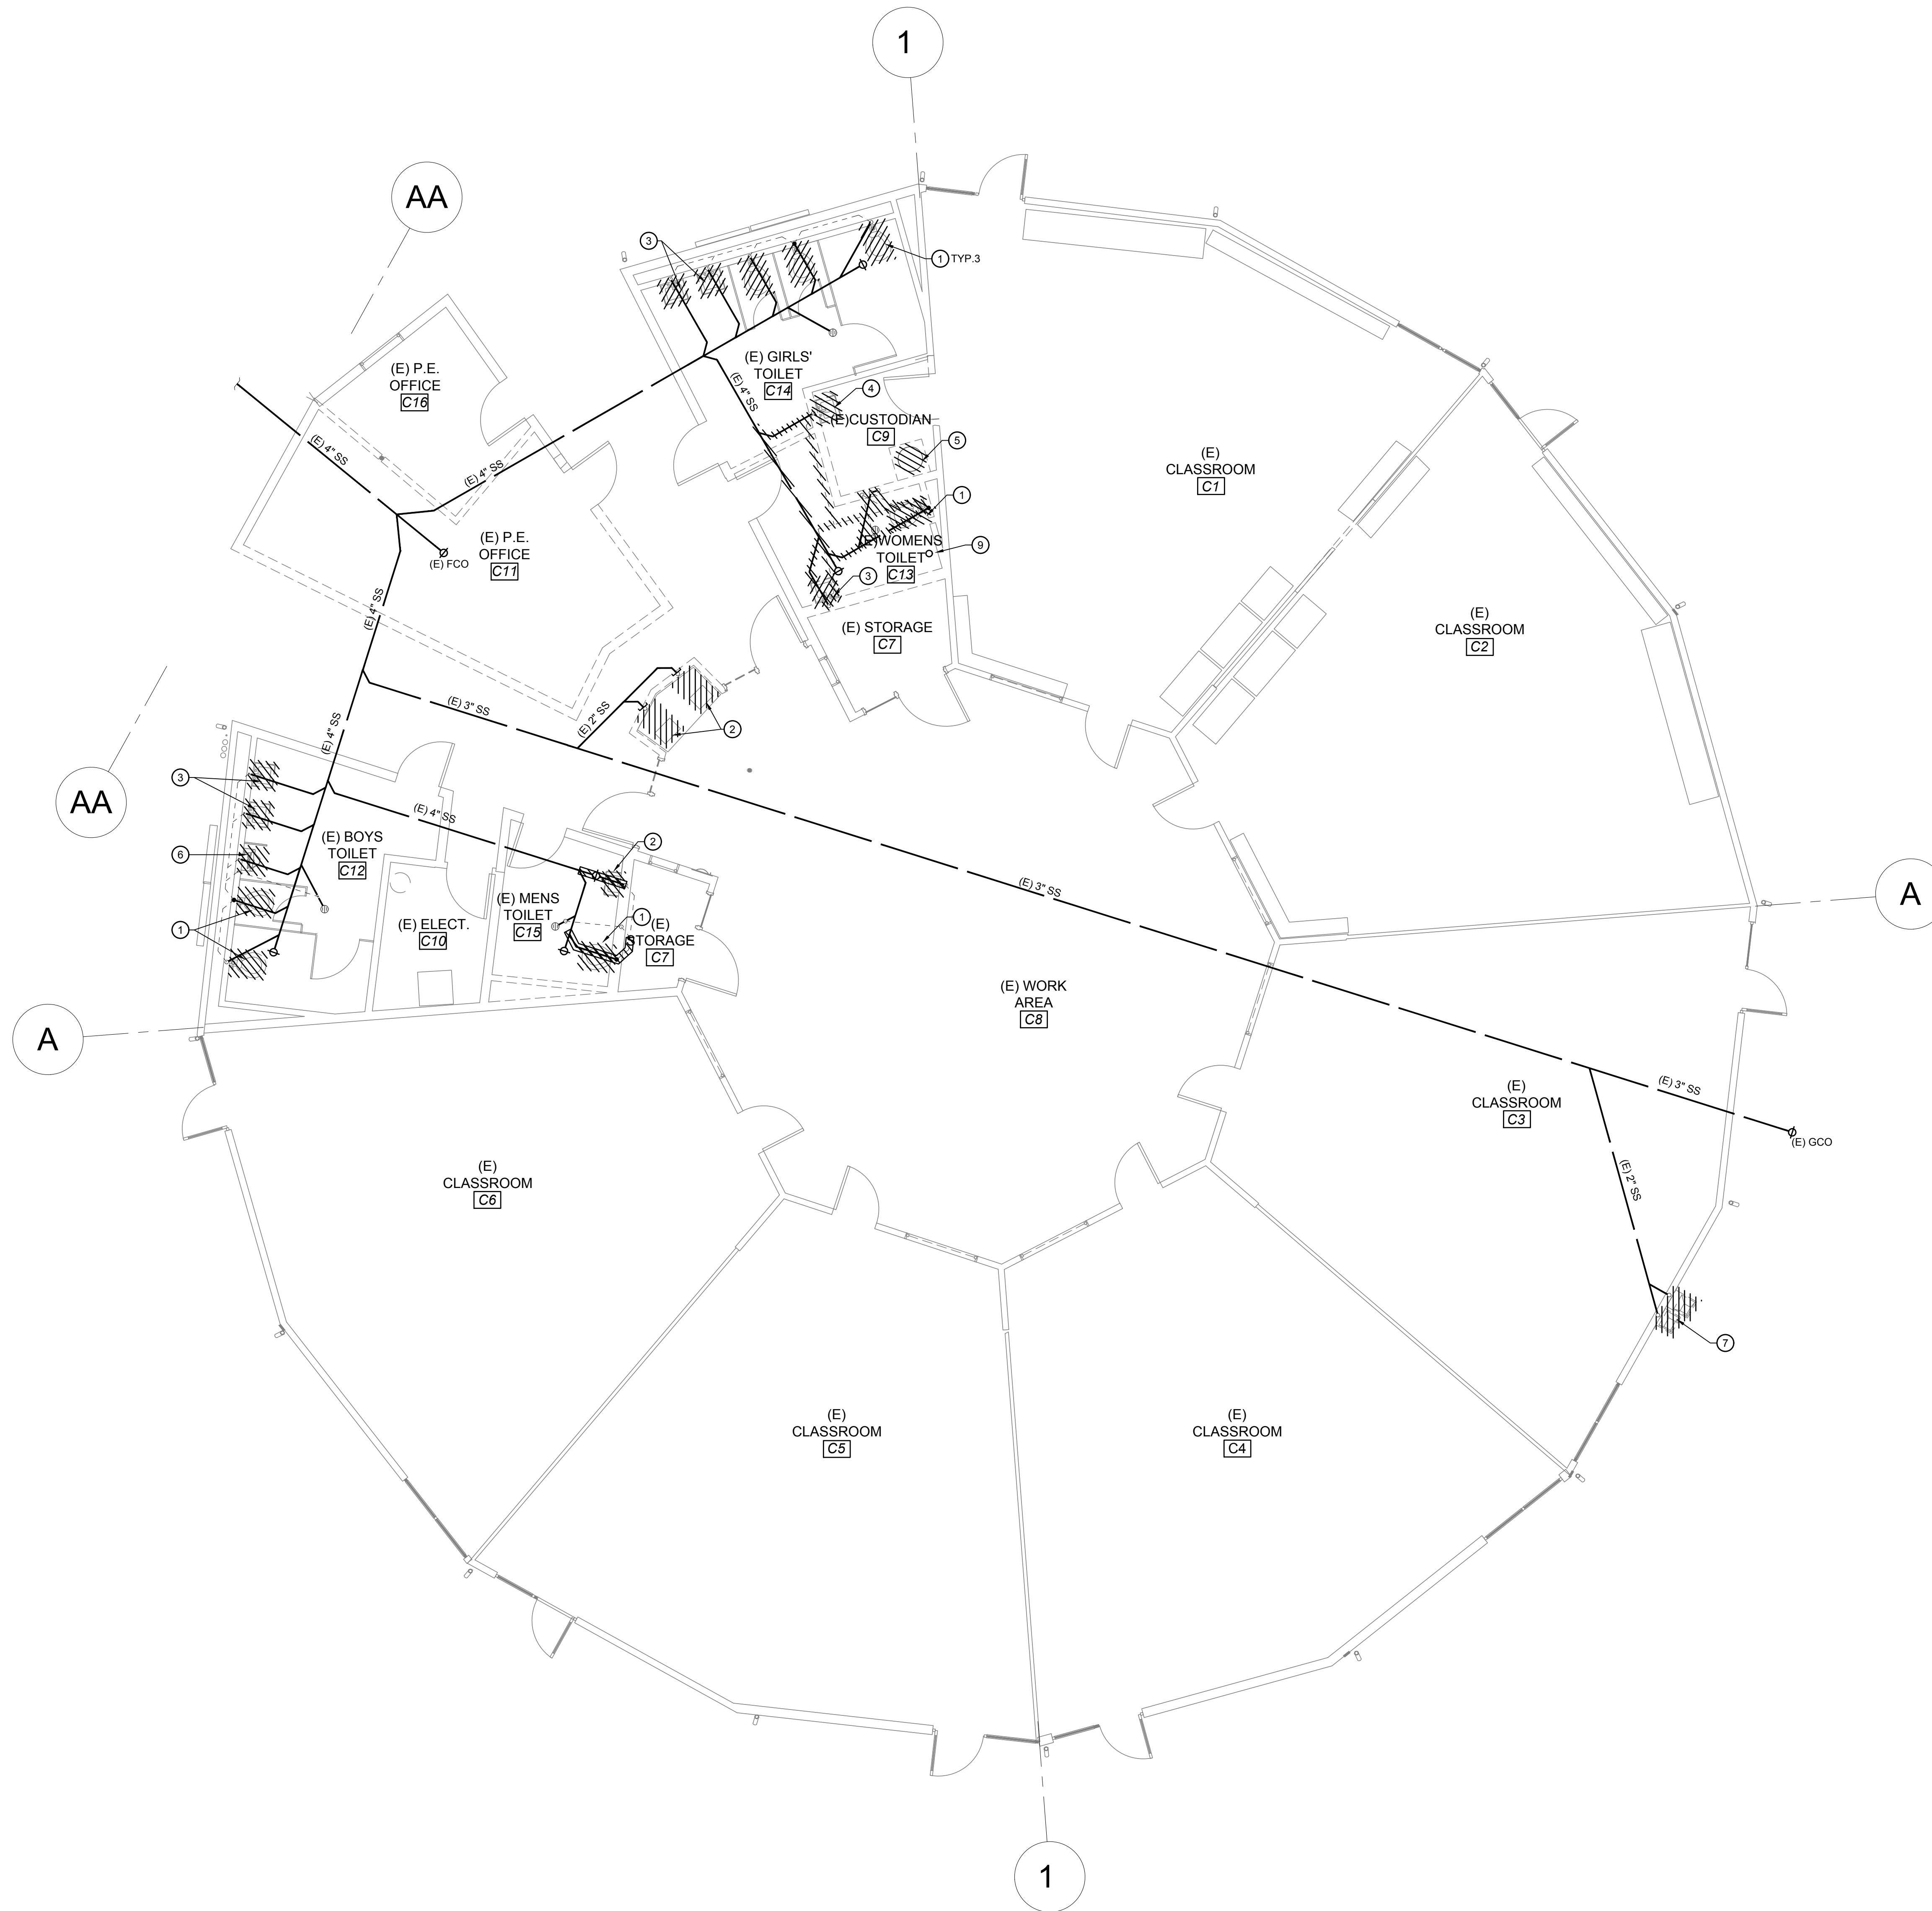 1
AA
3
1 TYP.3
(E) GIRLS'
TOILET
C14
(E) 4" SS
4
(E) P.E.
OFFICE
C16
(E)CUSTODIAN
C9
5
(E) 4" SS
(E) 4" SS
(E)
CLASSROOM
C1
1
(E) P.E.
OFFICE
C11
(E) FCO
(E)WOMENS
TOILET
C13
9
3
(E) 4" SS
(E) STORAGE
C7
(E)
CLASSROOM
C2
(E) 3" SS
(E) 2" SS
2
(E) 4" SS
AA
3
(E) 4" SS
6
(E) BOYS
TOILET
C12
2
(E) 3" SS
A
(E) MENS
TOILET
C15
1
(E) ELECT.
C10
(E)
STORAGE
C7
1
(E) WORK
AREA
C8
A
(E) 3" SS
(E)
CLASSROOM
C3
(E) GCO
(E)
CLASSROOM
C6
(E) 2" SS
7
(E)
CLASSROOM
C5
(E)
CLASSROOM
C4
1